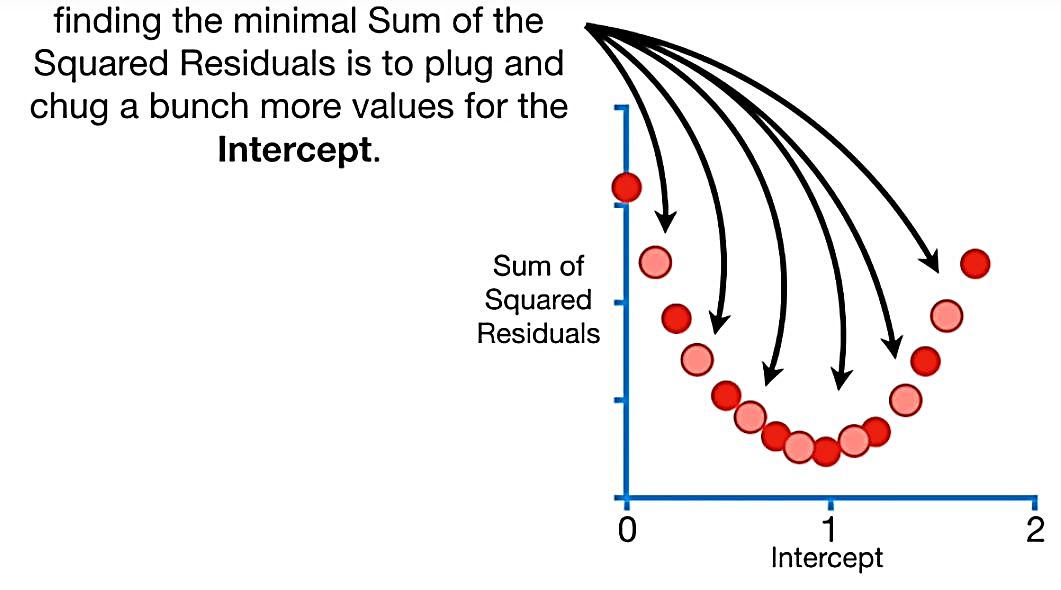 finding the minimal Sum of the
Squared Residuals is to plug and
chug a bunch more values for the
Intercept.
Sum of
Squared
Residuals
0 1 2
Intercept